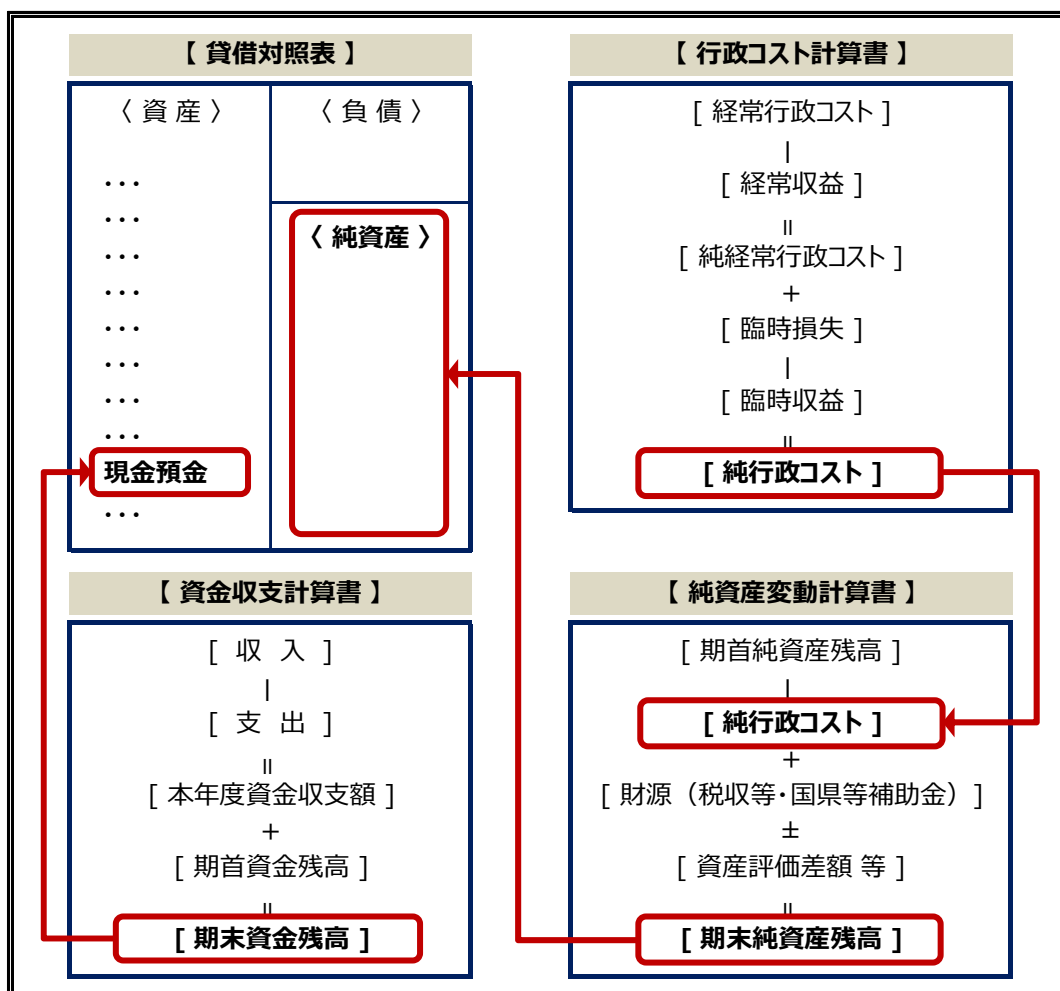 【 貸借対照表 】
〈 資 産 〉
〈 負 債 〉
・・・
・・・
・・・
・・・
・・・
・・・
・・・
・・・
現金預金
・・・
〈 純資産 〉
【 行政コスト計算書 】
[ 経常行政コスト ]
－
[ 経常収益 ]
＝
[ 純経常行政コスト ]
＋
[ 臨時損失 ]
－
[ 臨時収益 ]
＝
[ 純行政コスト ]
【 資金収支計算書 】
[ 収 入 ]
－
[ 支 出 ]
＝
[ 本年度資金収支額 ]
＋
[ 期首資金残高 ]
＝
[ 期末資金残高 ]
【 純資産変動計算書 】
[ 期首純資産残高 ]
－
[ 純行政コスト ]
＋
[ 財源（税収等・国県等補助金）]
±
[ 資産評価差額 等 ]
＝
[ 期末純資産残高 ]